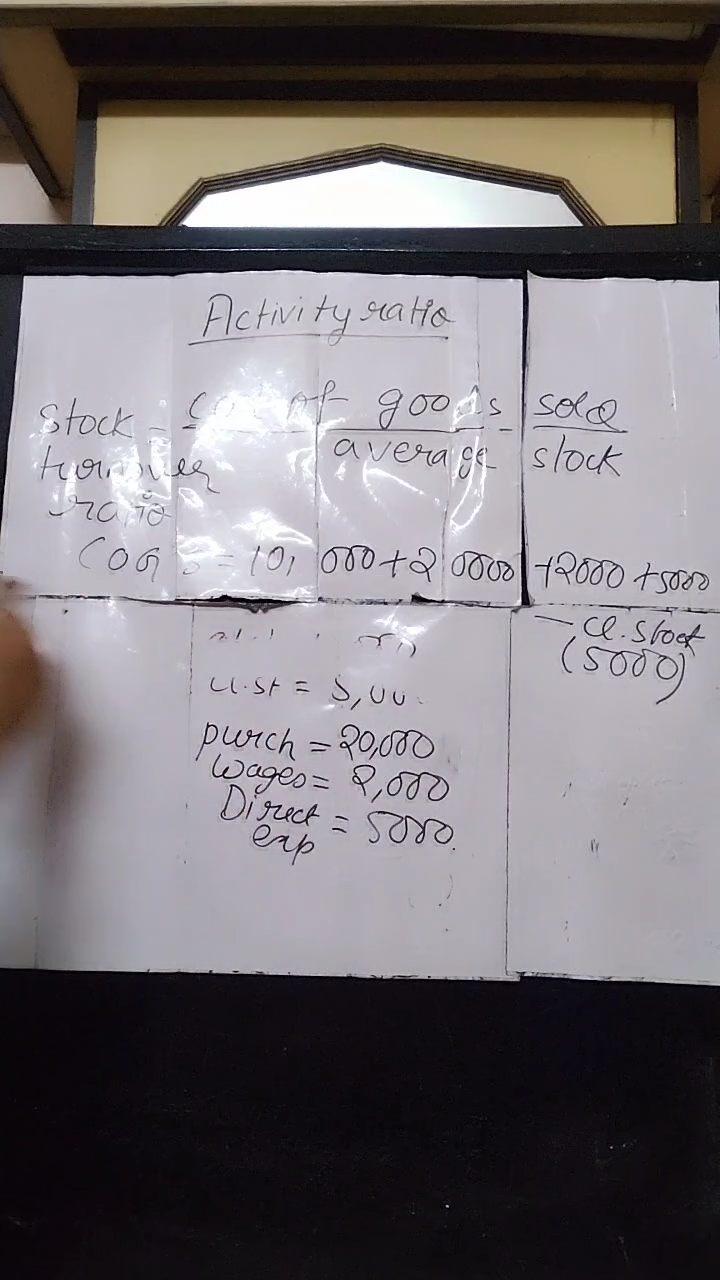 Activity ratio
Stock = cost of goods sold
turnover average stock
ratio
COGS = 10,000 + 20000 + 2000 + 5000
- Cl. Stock
(5000)
cl.st = 5,00
purch = 20,000
wages = 2,000
Direct = 5000.
exp